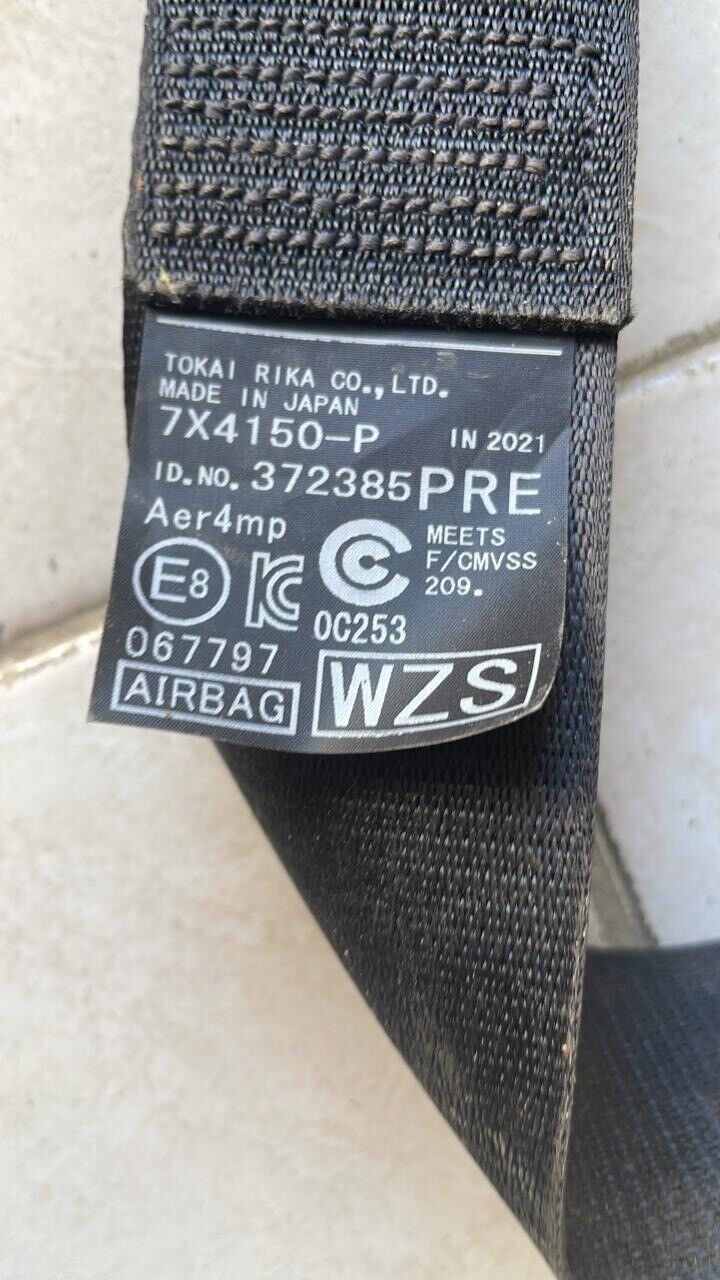 TOKAI RIKA CO., LTD.
MADE IN JAPAN
7X4150-P IN 2021
ID.NO. 372385 PRE
Aer4mp
E8 KC C MEETS
F/CMVSS
209.
067797 0C253
AIRBAG WZS